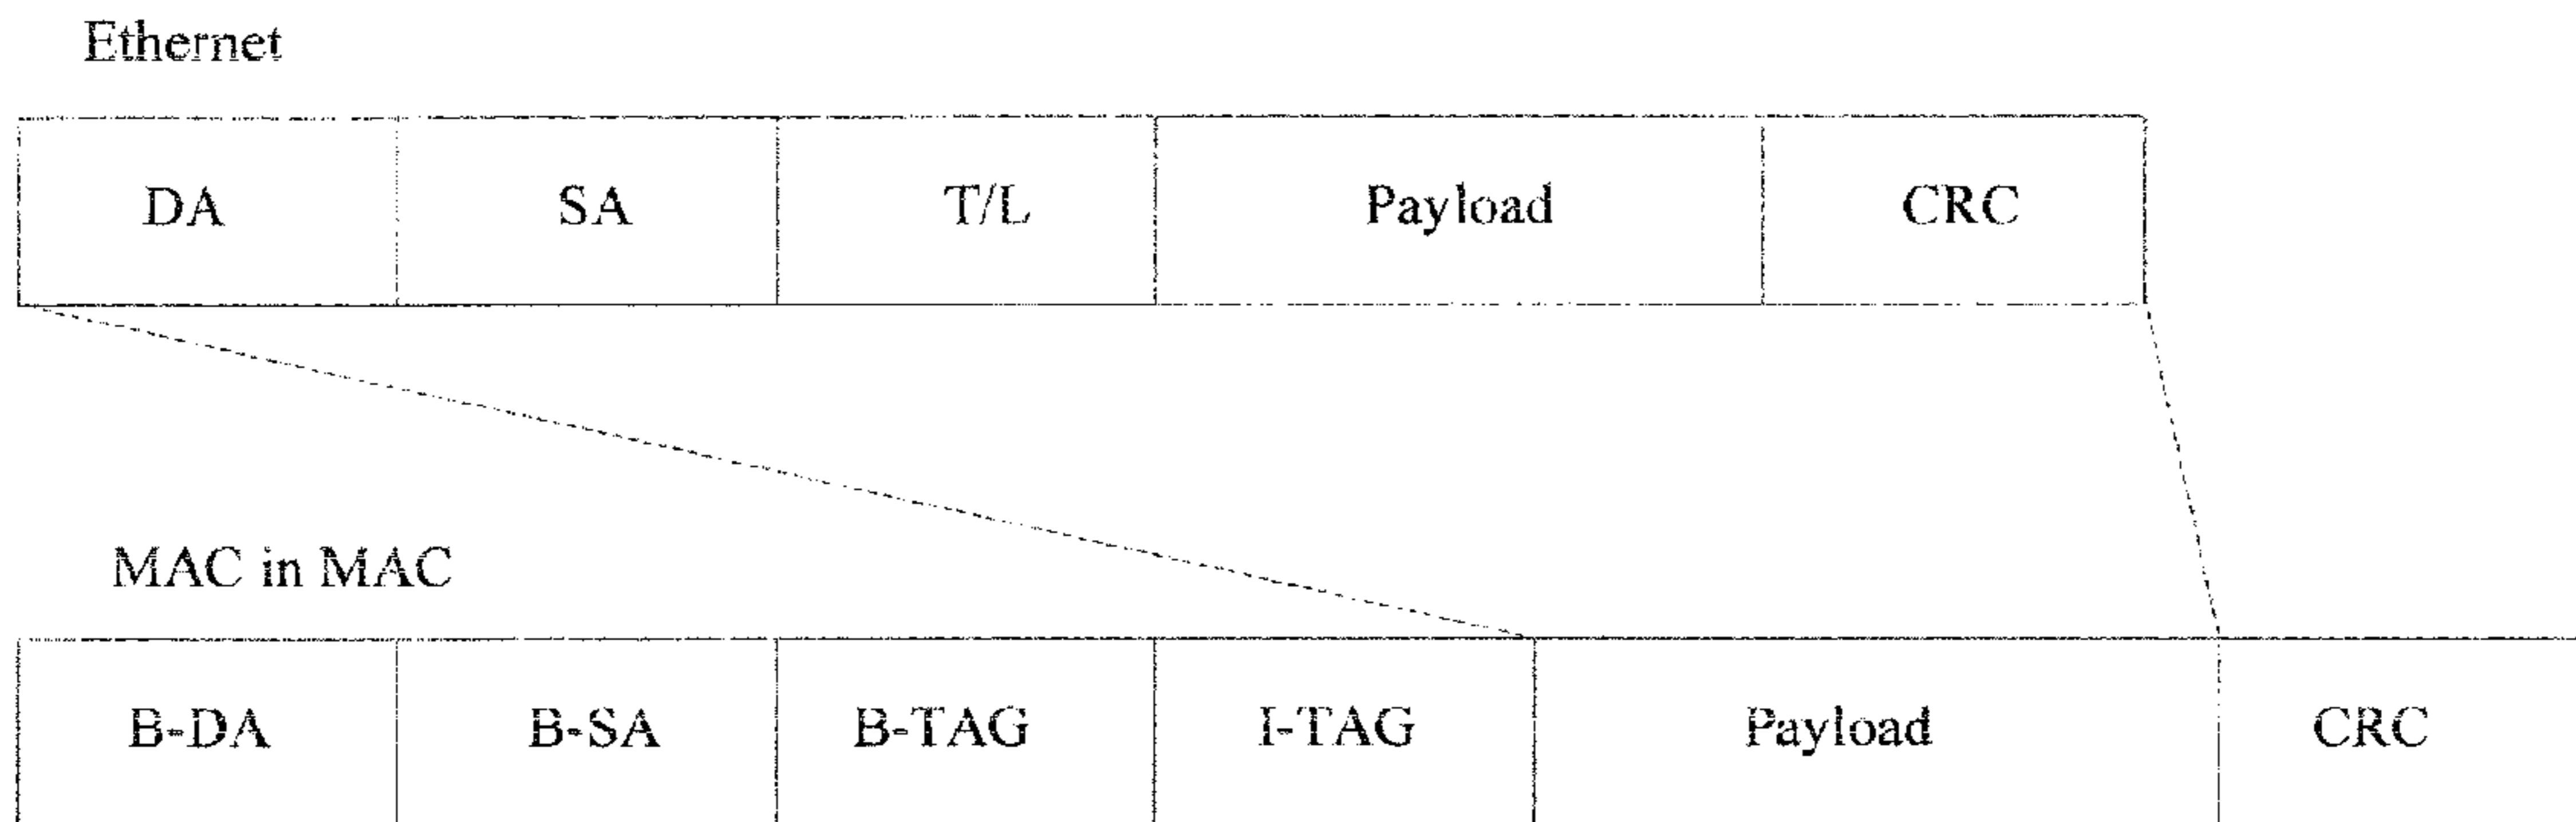 Ethernet
DA SA T/L Payload CRC
MAC in MAC
B-DA B-SA B-TAG I-TAG Payload CRC